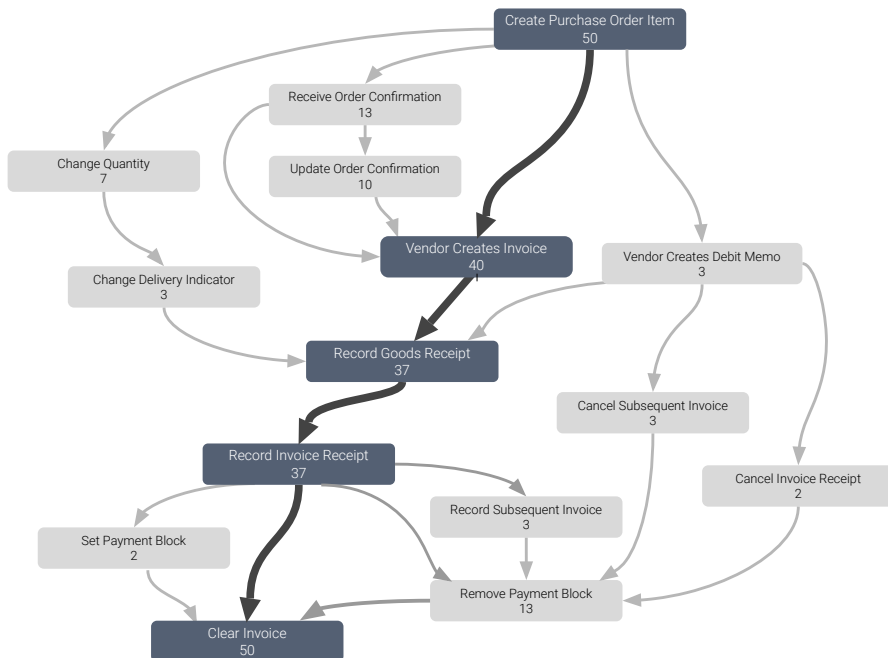 Create Purchase Order Item
50
Receive Order Confirmation
13
Change Quantity
7
Update Order Confirmation
10
Vendor Creates Invoice
40
Vendor Creates Debit Memo
3
Change Delivery Indicator
3
Record Goods Receipt
37
Cancel Subsequent Invoice
3
Record Invoice Receipt
37
Cancel Invoice Receipt
2
Record Subsequent Invoice
3
Set Payment Block
2
Remove Payment Block
13
Clear Invoice
50